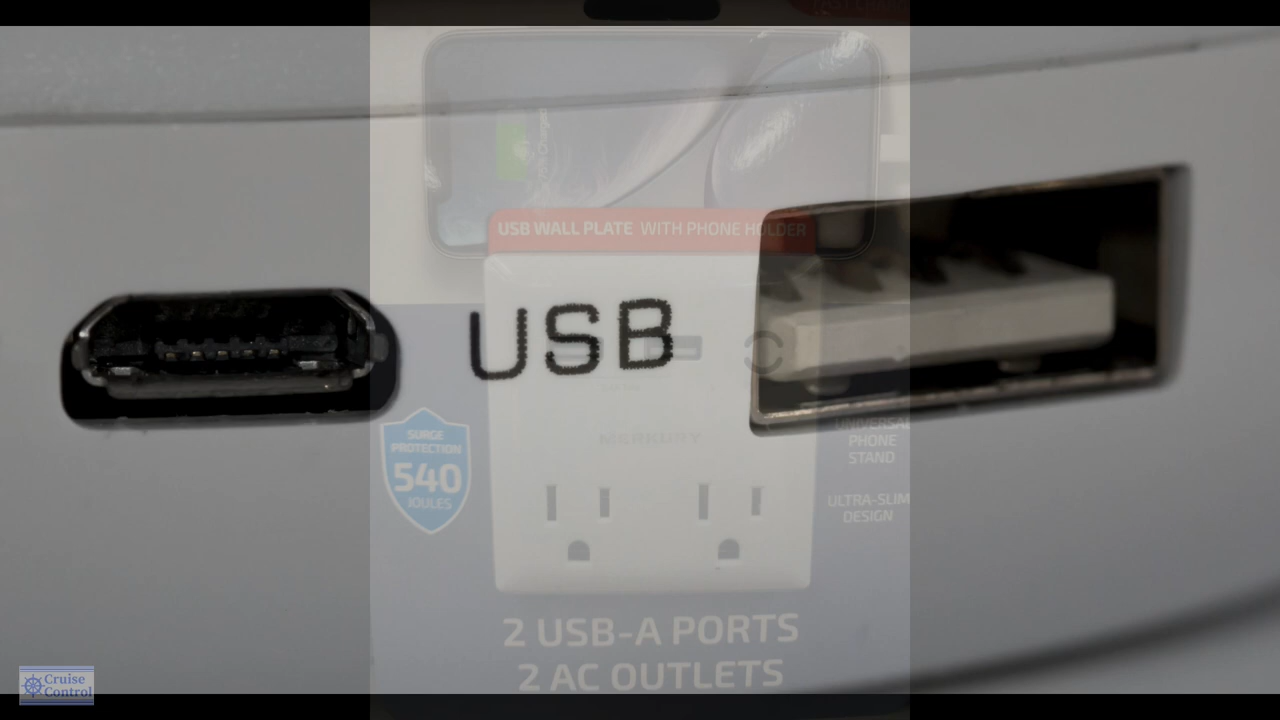 USB WALL PLATE WITH PHONE HOLDER
USB
MERKURY
SURGE
PROTECTION
540
JOULES
UNIVERSAL
PHONE
STAND
ULTRA-SLIM
DESIGN
2 USB-A PORTS
2 AC OUTLETS
Cruise
Control